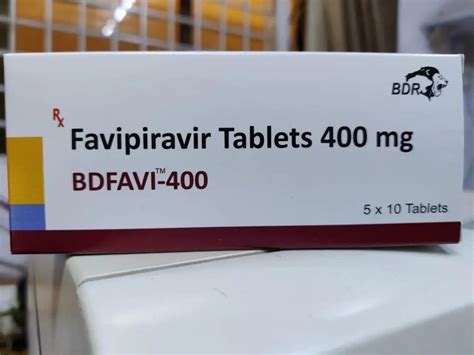 BDR
Rx
Favipiravir Tablets 400 mg
BDFAVI™-400
5 x 10 Tablets